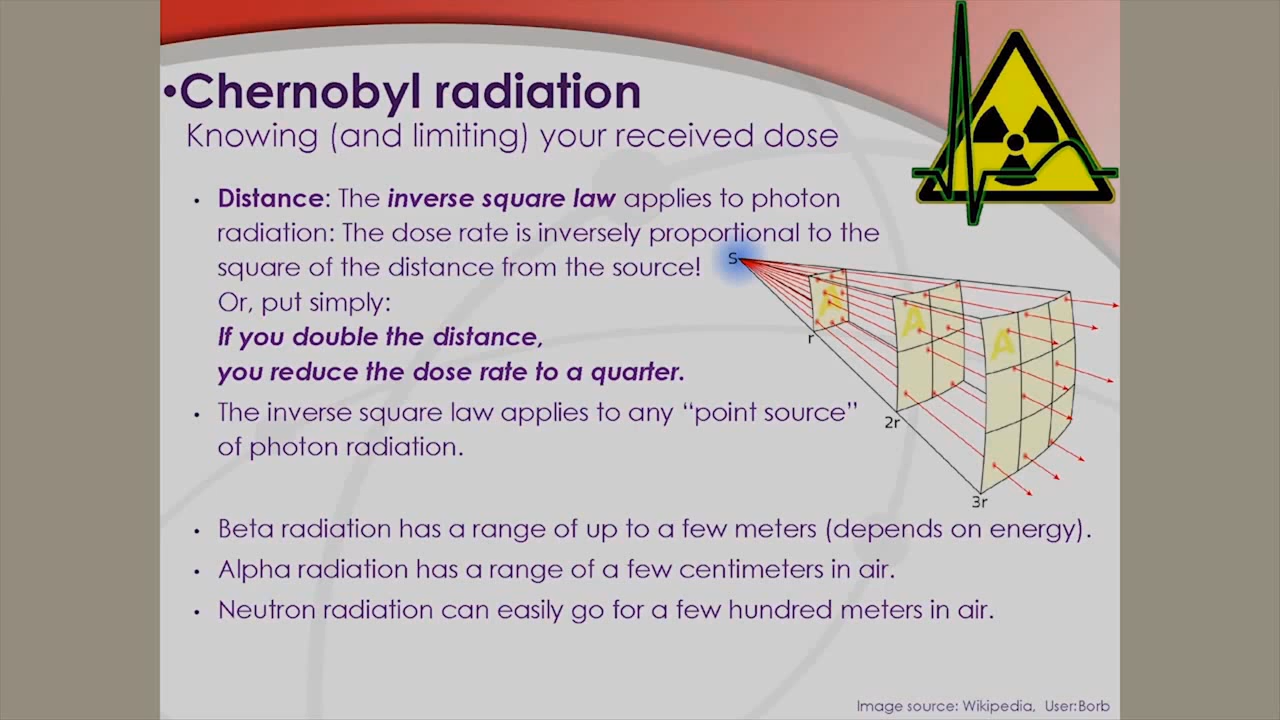 •Chernobyl radiation
Knowing (and limiting) your received dose
• Distance: The inverse square law applies to photon
radiation: The dose rate is inversely proportional to the
square of the distance from the source!
Or, put simply:
If you double the distance,
you reduce the dose rate to a quarter.
• The inverse square law applies to any “point source”
of photon radiation.
S
A
A
A
r
2r
3r
• Beta radiation has a range of up to a few meters (depends on energy).
• Alpha radiation has a range of a few centimeters in air.
• Neutron radiation can easily go for a few hundred meters in air.
Image source: Wikipedia, User:Borb